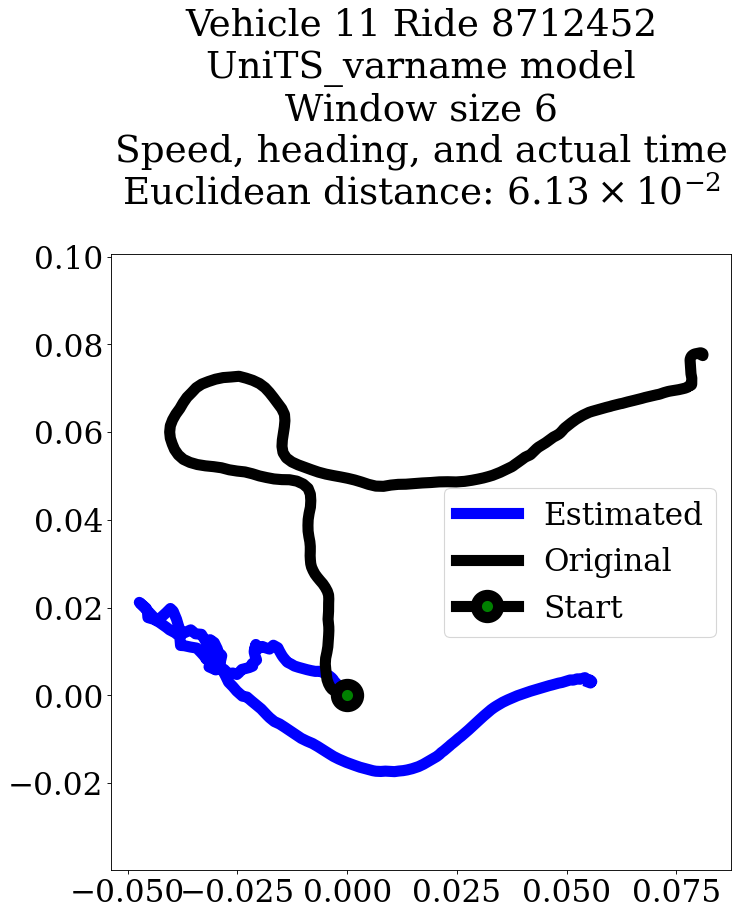 Vehicle 11 Ride 8712452
UniTS_varname model
Window size 6
Speed, heading, and actual time
Euclidean distance: 6.13 × 10⁻²
0.10
0.08
0.06
0.04
0.02
0.00
−0.02
Estimated
Original
Start
−0.050 −0.025 0.000 0.025 0.050 0.075